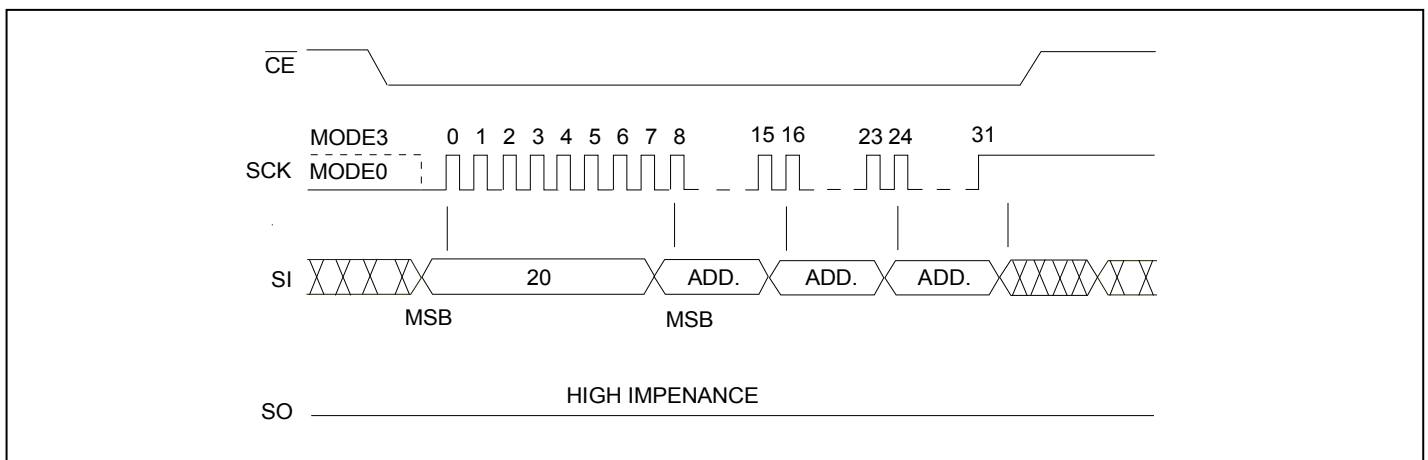 CE
MODE3 0 1 2 3 4 5 6 7 8 15 16 23 24 31
SCK MODE0
SI 20 ADD. ADD. ADD.
MSB MSB
HIGH IMPENANCE
SO